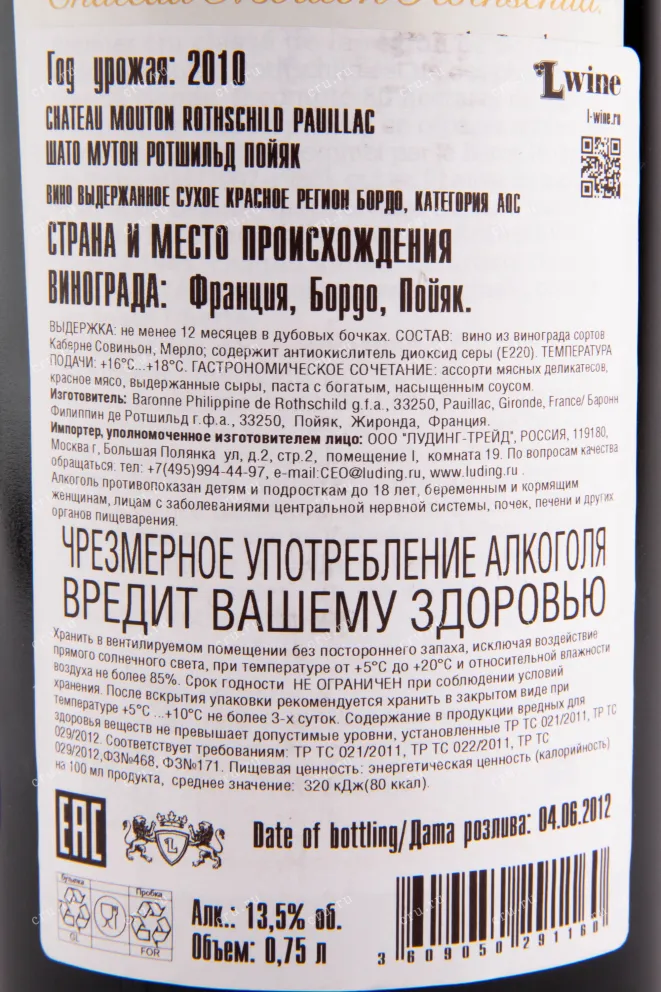 Chateau Mouton Rothschild.
Год урожая: 2010
Lwine
l-wine.ru
CHATEAU MOUTON ROTHSCHILD PAUILLAC
ШАТО МУТОН РОТШИЛЬД ПОЙЯК
ВИНО ВЫДЕРЖАННОЕ СУХОЕ КРАСНОЕ РЕГИОН БОРДО, КАТЕГОРИЯ АОС
СТРАНА И МЕСТО ПРОИСХОЖДЕНИЯ
ВИНОГРАДА: Франция, Бордо, Пойяк.
ВЫДЕРЖКА: не менее 12 месяцев в дубовых бочках. СОСТАВ: вино из винограда сортов
Каберне Совиньон, Мерло; содержит антиокислитель диоксид серы (Е220). ТЕМПЕРАТУРА
ПОДАЧИ: +16°С...+18°С. ГАСТРОНОМИЧЕСКОЕ СОЧЕТАНИЕ: ассорти мясных деликатесов,
красное мясо, выдержанные сыры, паста с богатым, насыщенным соусом.
Изготовитель: Baronne Philippine de Rothschild g.f.a., 33250, Pauillac, Gironde, France/ Баронн
Филиппин де Ротшильд г.ф.а., 33250, Пойяк, Жиронда, Франция.
Импортер, уполномоченное изготовителем лицо: ООО "ЛУДИНГ-ТРЕЙД", РОССИЯ, 119180,
Москва г, Большая Полянка ул, д.2, стр.2, помещение I, комната 19. По вопросам качества
обращаться. тел: +7(495)994-44-97, e-mail:CEO@luding.ru, www.luding.ru .
Алкоголь противопоказан детям и подросткам до 18 лет, беременным и кормящим
женщинам, лицам с заболеваниями центральной нервной системы, почек, печени и других
органов пищеварения.
ЧРЕЗМЕРНОЕ УПОТРЕБЛЕНИЕ АЛКОГОЛЯ
ВРЕДИТ ВАШЕМУ ЗДОРОВЬЮ
Хранить в вентилируемом помещении без постороннего запаха, исключая воздействие
прямого солнечного света, при температуре от +5°С до +20°С и относительной влажности
воздуха не более 85%. Срок годности НЕ ОГРАНИЧЕН при соблюдении условий
хранения. После вскрытия упаковки рекомендуется хранить в закрытом виде при
температуре +5°С ...+10°С не более 3-х суток. Содержание в продукции вредных для
здоровья веществ не превышает допустимые уровни, установленные ТР ТС 021/2011, ТР ТС
029/2012. Соответствует требованиям: ТР ТС 021/2011, ТР ТС 022/2011, ТР ТС
029/2012,ФЗ№468, ФЗ№171. Пищевая ценность: энергетическая ценность (калорийность)
на 100 мл продукта, среднее значение: 320 кДж(80 ккал).
EAC
L
Date of bottling/Дата розлива: 04.06.2012
Бутылка
Пробка
GL
FOR
Алк.: 13,5% об.
Объем: 0,75 л
3 609050 291160